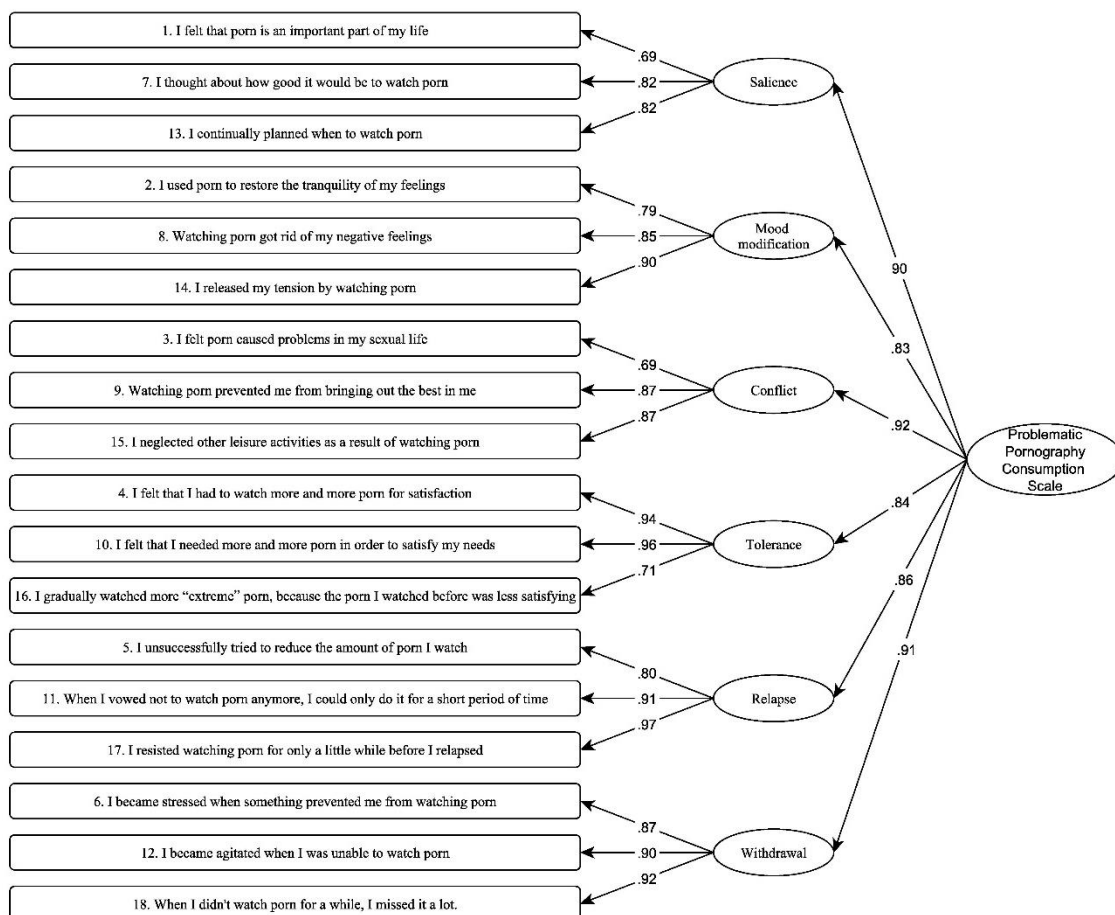 1. I felt that porn is an important part of my life
.69
7. I thought about how good it would be to watch porn
.82
Salience
13. I continually planned when to watch porn
.82
2. I used porn to restore the tranquility of my feelings
.79
8. Watching porn got rid of my negative feelings
.85
Mood
modification
14. I released my tension by watching porn
.90
90
3. I felt porn caused problems in my sexual life
.69
.83
9. Watching porn prevented me from bringing out the best in me
.87
Conflict
15. I neglected other leisure activities as a result of watching porn
.87
.92
Problematic
Pornography
Consumption
Scale
4. I felt that I had to watch more and more porn for satisfaction
.94
.84
10. I felt that I needed more and more porn in order to satisfy my needs
.96
Tolerance
16. I gradually watched more “extreme” porn, because the porn I watched before was less satisfying
.71
.86
5. I unsuccessfully tried to reduce the amount of porn I watch
.80
.91
11. When I vowed not to watch porn anymore, I could only do it for a short period of time
.91
Relapse
17. I resisted watching porn for only a little while before I relapsed
.97
6. I became stressed when something prevented me from watching porn
.87
12. I became agitated when I was unable to watch porn
.90
Withdrawal
18. When I didn't watch porn for a while, I missed it a lot.
.92